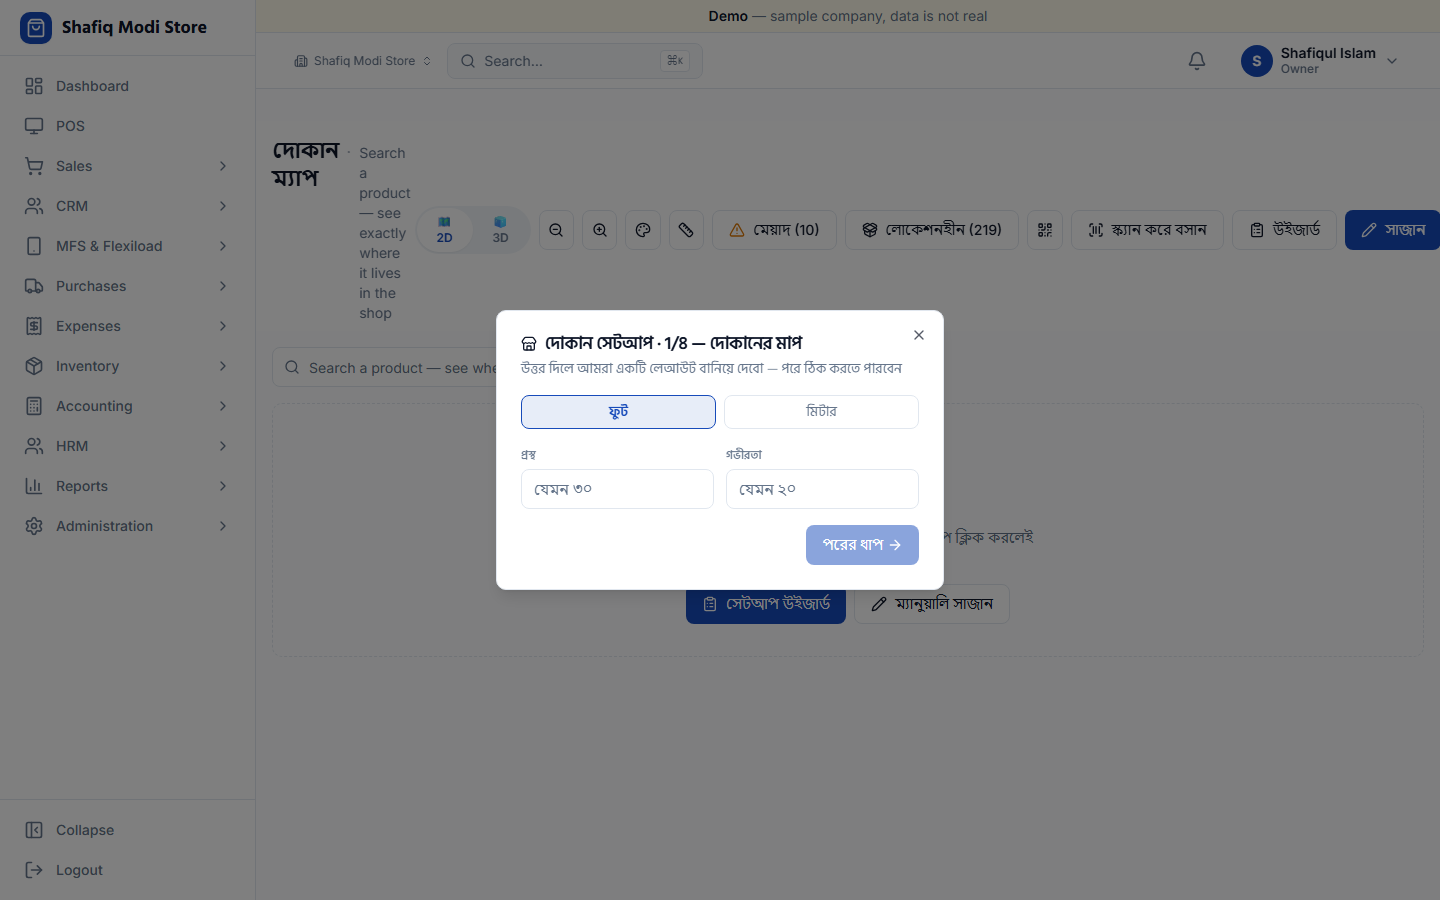 Shafiq Modi Store
Demo — sample company, data is not real
Shafiq Modi Store
Search...
⌘K
S
Shafiqul Islam
Owner
Dashboard
POS
Sales
CRM
MFS & Flexiload
Purchases
Expenses
Inventory
Accounting
HRM
Reports
Administration
Collapse
Logout
দোকান
ম্যাপ
·
Search
a
product
— see
exactly
where
it lives
in the
shop
2D
3D
মেয়াদ (10)
লোকেশনহীন (219)
স্ক্যান করে বসান
উইজার্ড
সাজান
Search a product — see whe
দোকান সেটআপ · 1/8 — দোকানের মাপ
উত্তর দিলে আমরা একটি লেআউট বানিয়ে দেবো — পরে ঠিক করতে পারবেন
ফুট
মিটার
প্রস্থ
গভীরতা
যেমন ৩০
যেমন ২০
পরের ধাপ →
ক্লিক করলেই
সেটআপ উইজার্ড
ম্যানুয়ালি সাজান